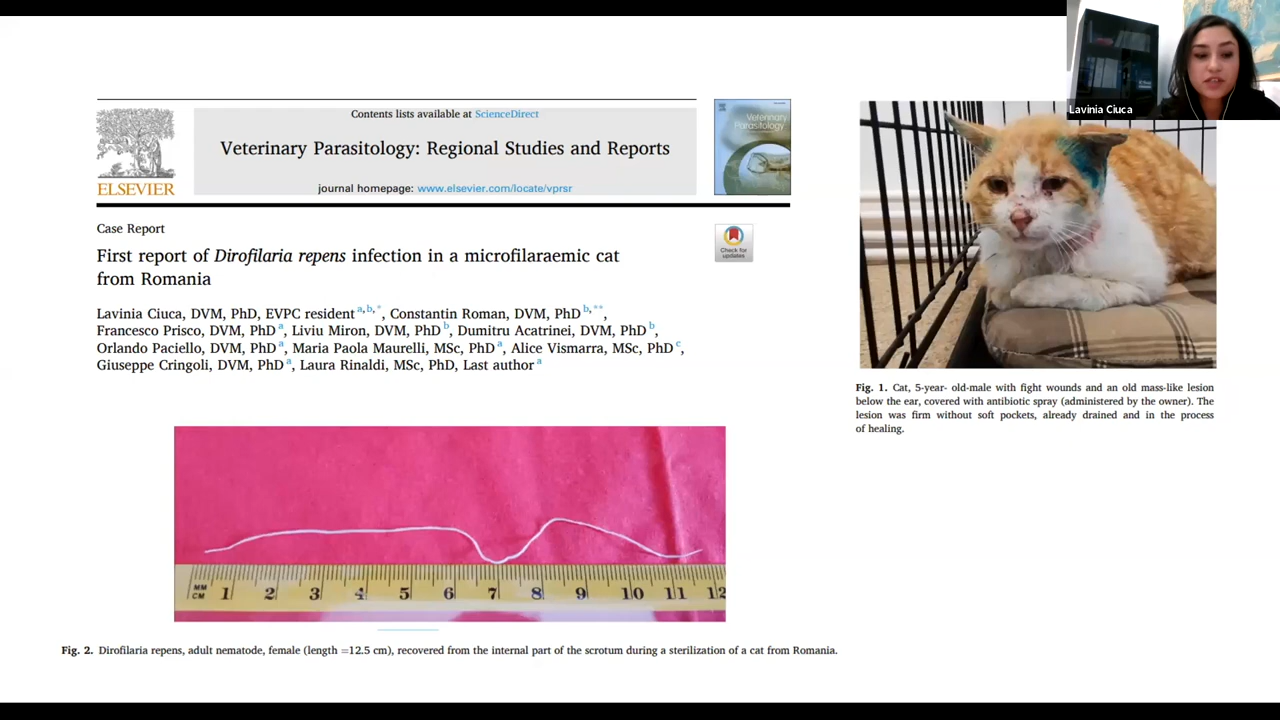 Lavinia Ciuca
Contents lists available at ScienceDirect
Veterinary Parasitology: Regional Studies and Reports
journal homepage: www.elsevier.com/locate/vprsr
ELSEVIER
Veterinary
Parasitology
Case Report
Check for
updates
First report of Dirofilaria repens infection in a microfilaraemic cat
from Romania
Lavinia Ciuca, DVM, PhD, EVPC resident a,b,*, Constantin Roman, DVM, PhD b,**,
Francesco Prisco, DVM, PhD a, Liviu Miron, DVM, PhD b, Dumitru Acatrinei, DVM, PhD b,
Orlando Paciello, DVM, PhD a, Maria Paola Maurelli, MSc, PhD a, Alice Vismarra, MSc, PhD c,
Giuseppe Cringoli, DVM, PhD a, Laura Rinaldi, MSc, PhD, Last author a
Fig. 1. Cat, 5-year- old-male with fight wounds and an old mass-like lesion
below the ear, covered with antibiotic spray (administered by the owner). The
lesion was firm without soft pockets, already drained and in the process
of healing.
MM
CM 1 2 3 4 5 6 7 8 9 10 11 12
Fig. 2. Dirofilaria repens, adult nematode, female (length =12.5 cm), recovered from the internal part of the scrotum during a sterilization of a cat from Romania.